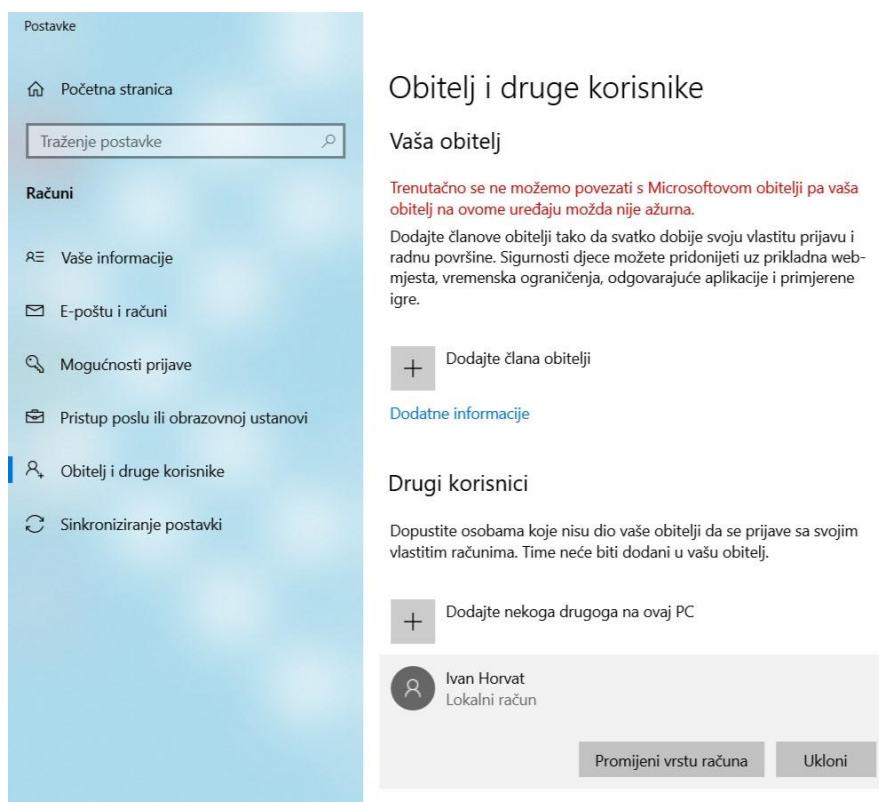 Postavke
Početna stranica
Traženje postavke
Računi
Vaše informacije
E-poštu i računi
Mogućnosti prijave
Pristup poslu ili obrazovnoj ustanovi
Obitelj i druge korisnike
Sinkroniziranje postavki
Obitelj i druge korisnike
Vaša obitelj
Trenutačno se ne možemo povezati s Microsoftovom obitelji pa vaša
obitelj na ovome uređaju možda nije ažurna.
Dodajte članove obitelji tako da svatko dobije svoju vlastitu prijavu i
radnu površine. Sigurnosti djece možete pridonijeti uz prikladna web-
mjesta, vremenska ograničenja, odgovarajuće aplikacije i primjerene
igre.
Dodajte člana obitelji
Dodatne informacije
Drugi korisnici
Dopustite osobama koje nisu dio vaše obitelji da se prijave sa svojim
vlastitim računima. Time neće biti dodani u vašu obitelj.
Dodajte nekoga drugoga na ovaj PC
Ivan Horvat
Lokalni račun
Promijeni vrstu računa
Ukloni